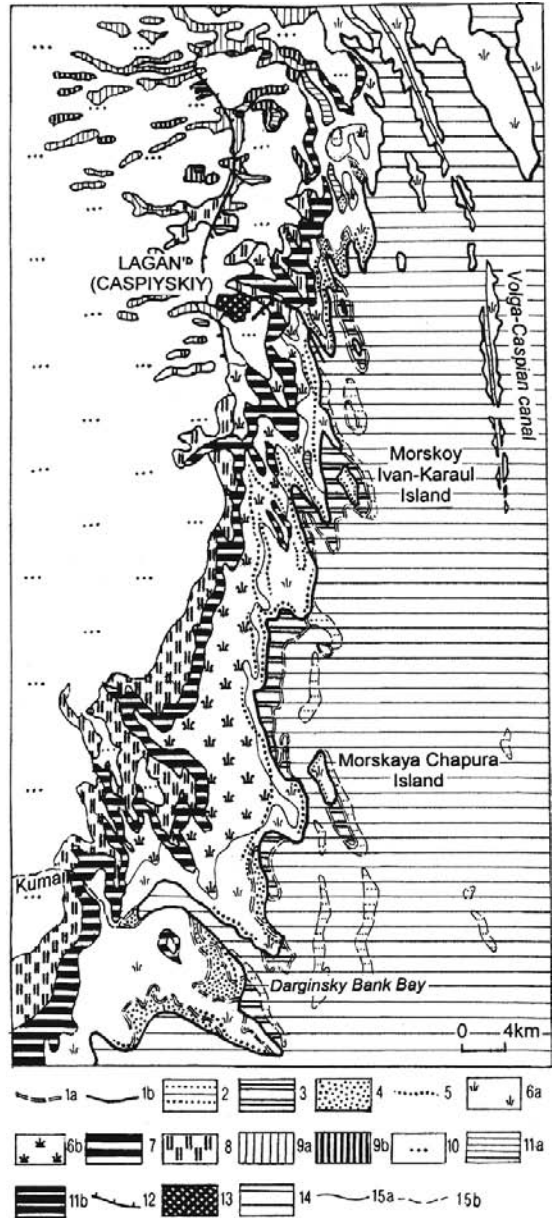 LAGAN'
(CASPIYSKIY)
Volga-Caspian canal
Morskoy
Ivan-Karaul
Island
Morskaya Chapura
Island
Kuma
Darginsky Bank Bay
0 4km
1a 1b 2 3 4 5 6a
6b 7 8 9a 9b 10 11a
11b 12 13 14 15a 15b